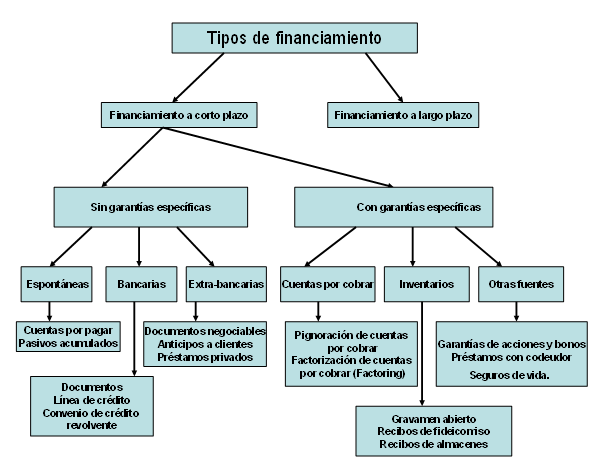 Tipos de financiamiento
Financiamiento a corto plazo
Financiamiento a largo plazo
Sin garantías específicas
Con garantías específicas
Espontáneas
Bancarias
Extra-bancarias
Cuentas por cobrar
Inventarios
Otras fuentes
Cuentas por pagar
Pasivos acumulados
Documentos negociables
Anticipos a clientes
Préstamos privados
Pignoración de cuentas
por cobrar
Factorización de cuentas
por cobrar (Factoring)
Garantías de acciones y bonos
Préstamos con codeudor
Seguros de vida.
Documentos
Línea de crédito
Convenio de crédito
revolvente
Gravamen abierto
Recibos de fideicomiso
Recibos de almacenes